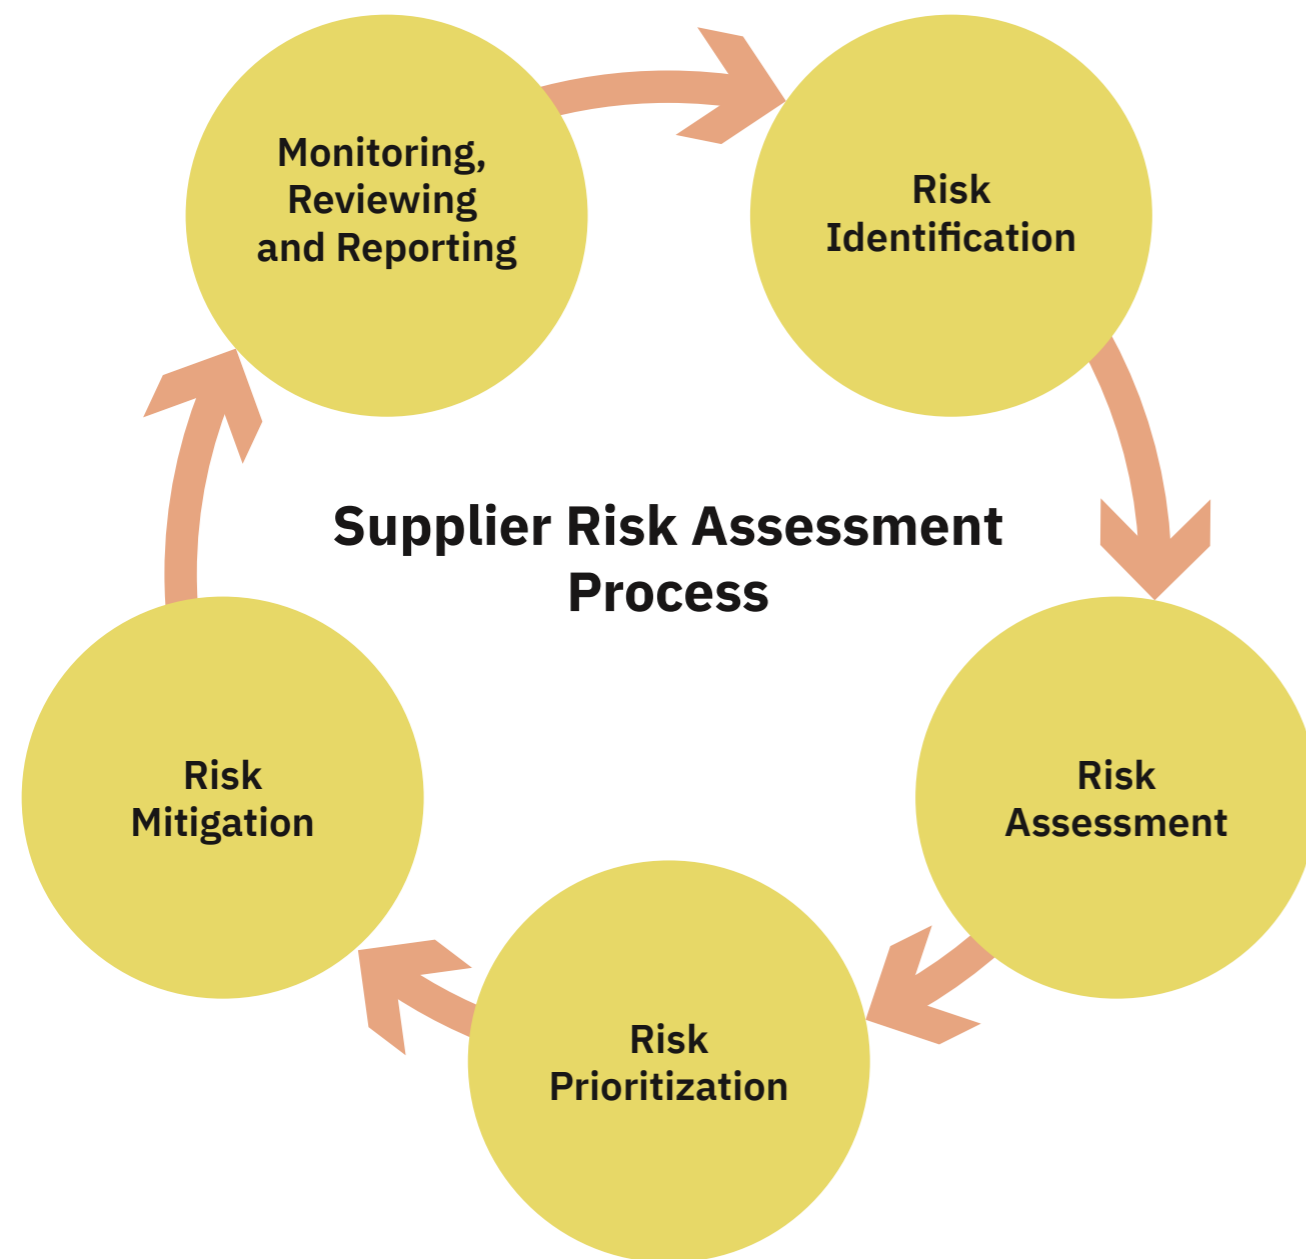 Monitoring,
Reviewing
and Reporting
Risk
Identification
Supplier Risk Assessment
Process
Risk
Mitigation
Risk
Assessment
Risk
Prioritization